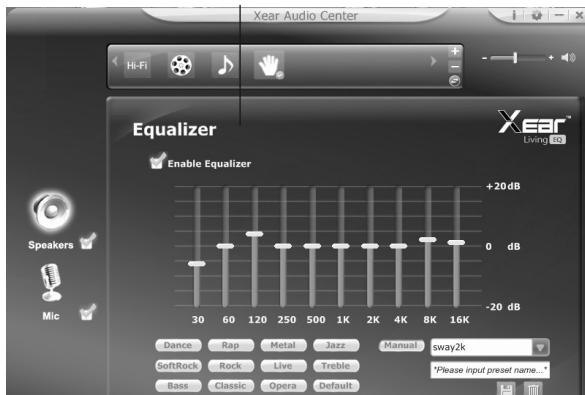 Xear Audio Center
Hi-Fi
Equalizer
Xear™
Living EQ
Enable Equalizer
+20dB
0 dB
-20 dB
30 60 120 250 500 1K 2K 4K 8K 16K
Speakers
Mic
Dance Rap Metal Jazz Manual sway2k
SoftRock Rock Live Treble *Please input preset name...*
Bass Classic Opera Default